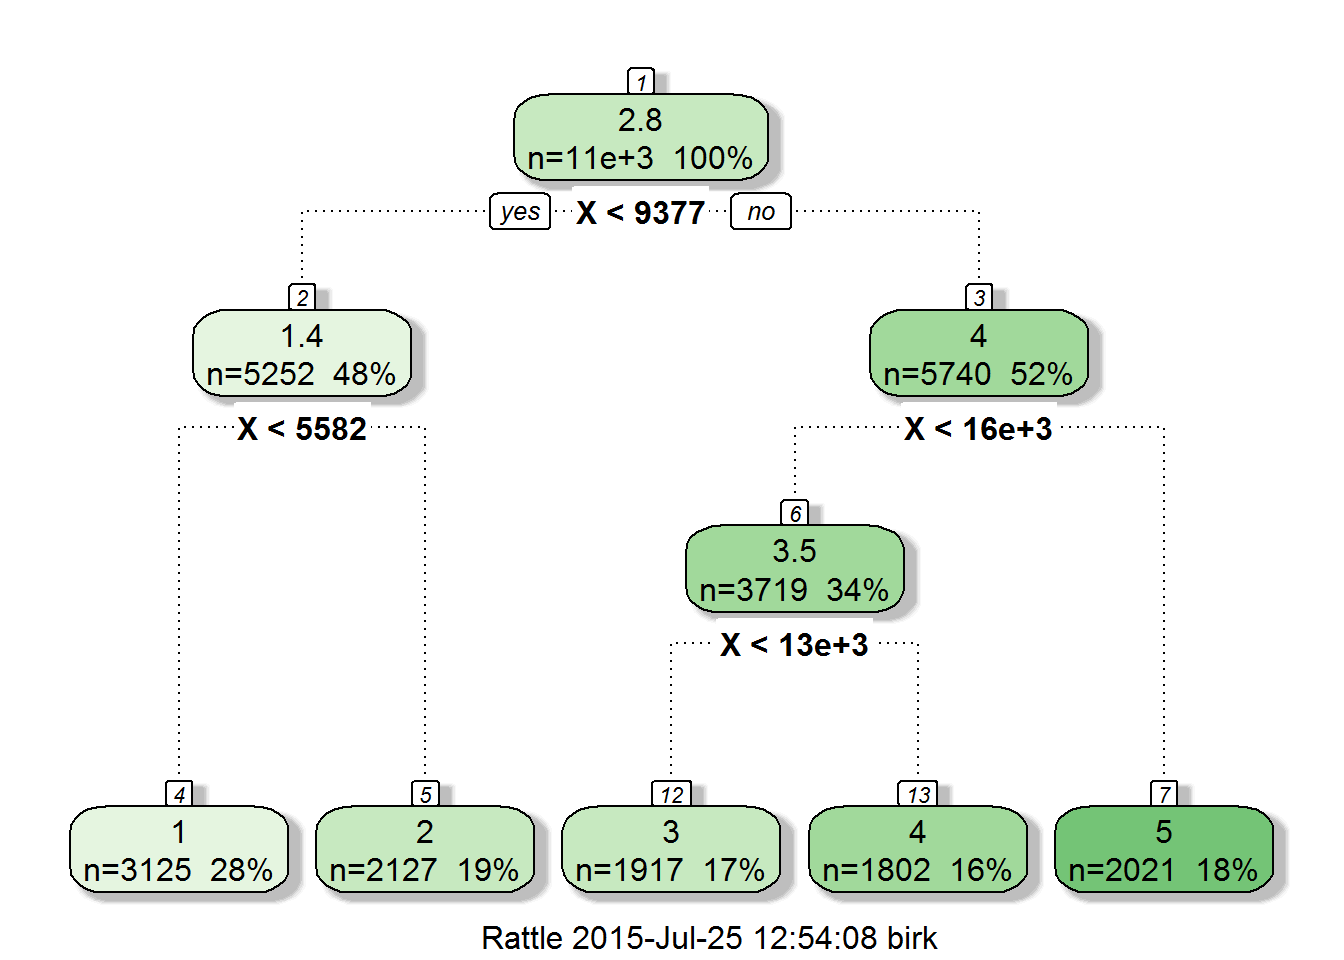 1
2.8
n=11e+3 100%
yes X < 9377 no
2
1.4
n=5252 48%
X < 5582
3
4
n=5740 52%
X < 16e+3
6
3.5
n=3719 34%
X < 13e+3
4
1
n=3125 28%
5
2
n=2127 19%
12
3
n=1917 17%
13
4
n=1802 16%
7
5
n=2021 18%
Rattle 2015-Jul-25 12:54:08 birk